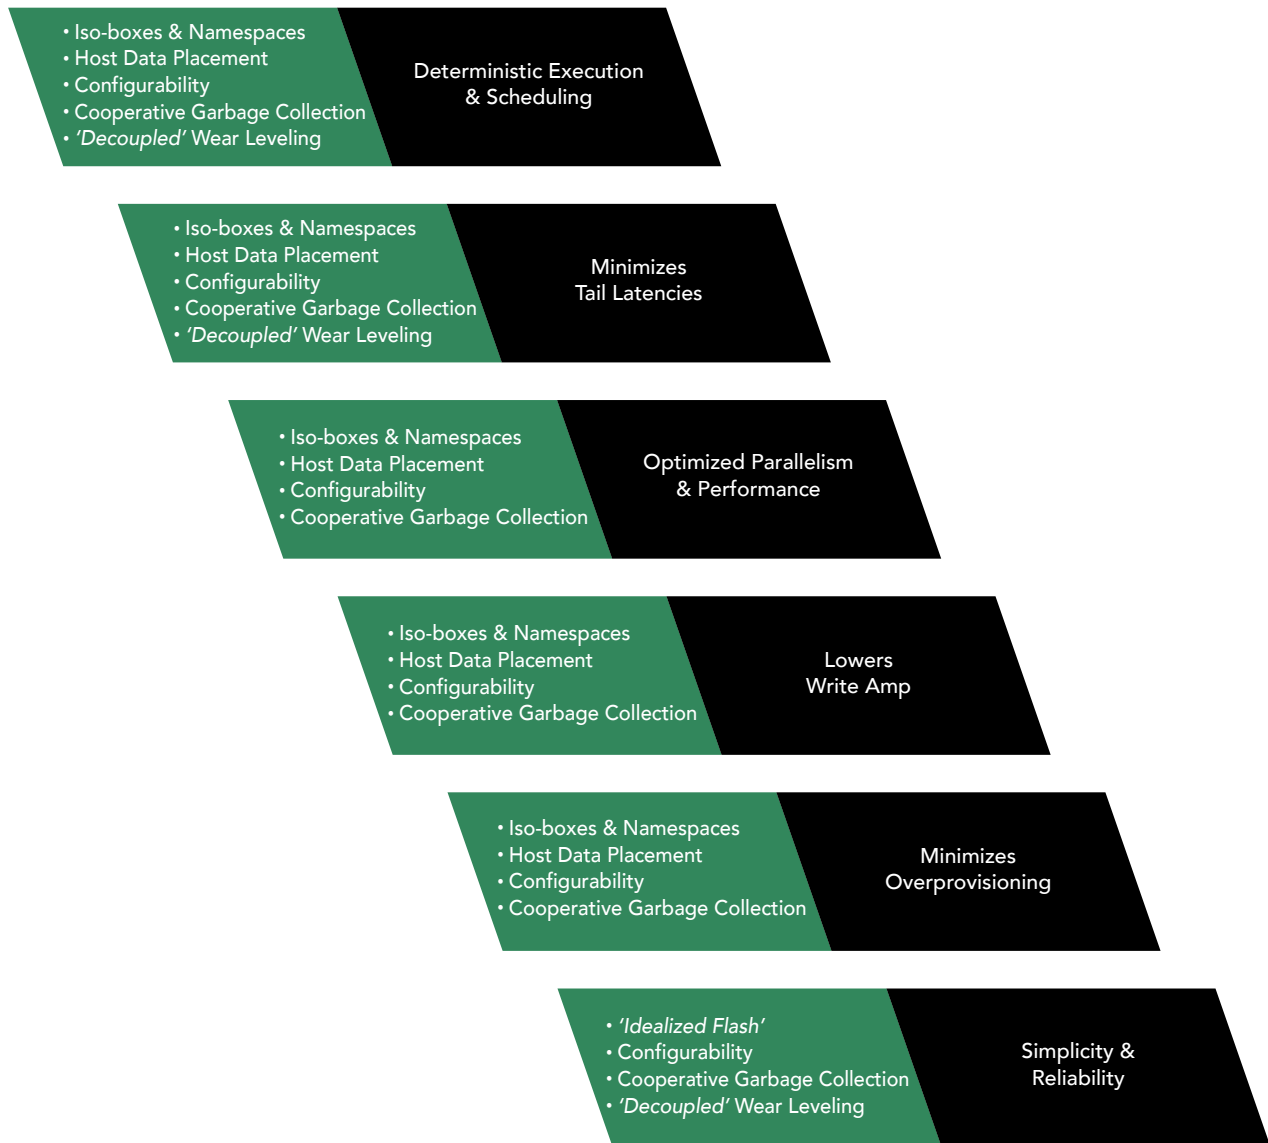 • Iso-boxes & Namespaces
• Host Data Placement
• Configurability
• Cooperative Garbage Collection
• ‘Decoupled’ Wear Leveling
Deterministic Execution
& Scheduling
• Iso-boxes & Namespaces
• Host Data Placement
• Configurability
• Cooperative Garbage Collection
• ‘Decoupled’ Wear Leveling
Minimizes
Tail Latencies
• Iso-boxes & Namespaces
• Host Data Placement
• Configurability
• Cooperative Garbage Collection
Optimized Parallelism
& Performance
• Iso-boxes & Namespaces
• Host Data Placement
• Configurability
• Cooperative Garbage Collection
Lowers
Write Amp
• Iso-boxes & Namespaces
• Host Data Placement
• Configurability
• Cooperative Garbage Collection
Minimizes
Overprovisioning
• ‘Idealized Flash’
• Configurability
• Cooperative Garbage Collection
• ‘Decoupled’ Wear Leveling
Simplicity &
Reliability